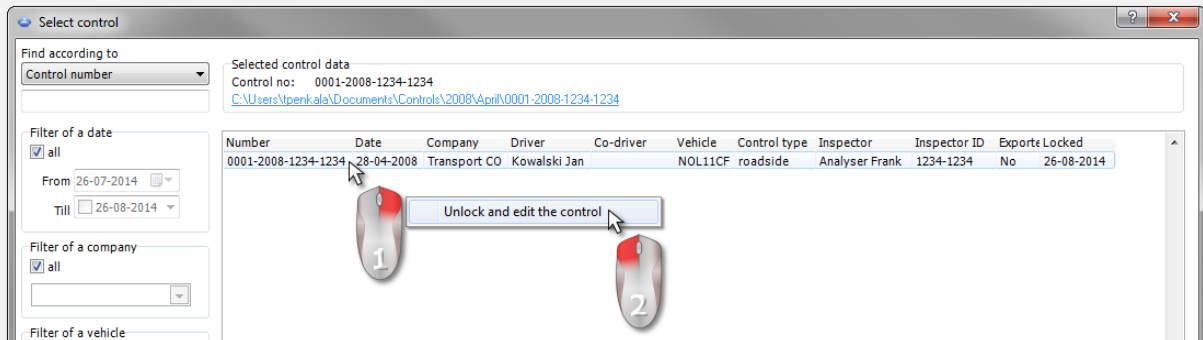 Select control
?
X
Find according to
Control number
Selected control data
Control no: 0001-2008-1234-1234
C:\Users\tpenkala\Documents\Controls\2008\April\0001-2008-1234-1234
Filter of a date
all
From 26-07-2014
Till 26-08-2014
Filter of a company
all
Filter of a vehicle
Number Date Company Driver Co-driver Vehicle Control type Inspector Inspector ID Exporte Locked
0001-2008-1234-1234 28-04-2008 Transport CO Kowalski Jan NOL11CF roadside Analyser Frank 1234-1234 No 26-08-2014
Unlock and edit the control
1
2